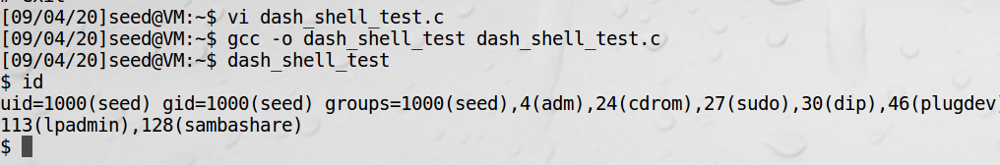 # exit
[09/04/20]seed@VM:~$ vi dash_shell_test.c
[09/04/20]seed@VM:~$ gcc -o dash_shell_test dash_shell_test.c
[09/04/20]seed@VM:~$ dash_shell_test
$ id
uid=1000(seed) gid=1000(seed) groups=1000(seed),4(adm),24(cdrom),27(sudo),30(dip),46(plugdev)
113(lpadmin),128(sambashare)
$